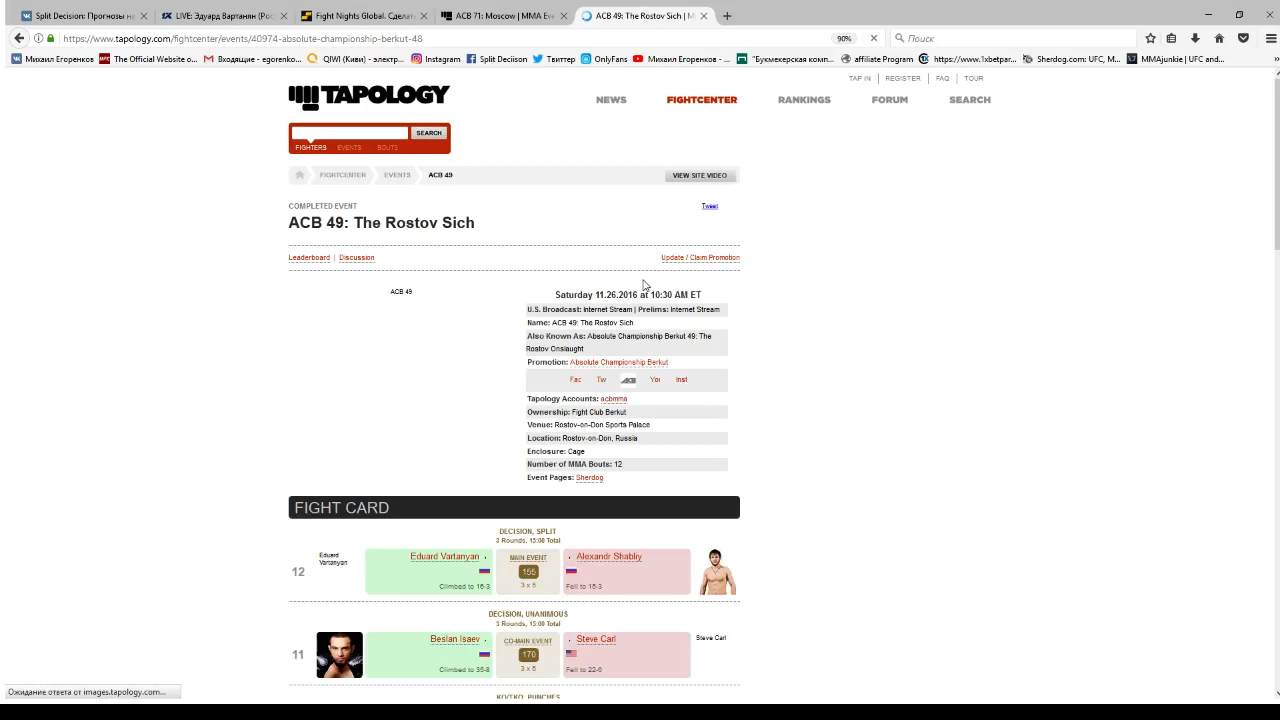 Split Decision: Прогнозы на
LIVE: Эдуард Вартанян (Рос
Fight Nights Global. Сделат
ACB 71: Moscow | MMA Eve
ACB 49: The Rostov Sich | M
https://www.tapology.com/fightcenter/events/40974-absolute-championship-berkut-48
90%
Поиск
Михаил Егоренков
The Official Website o...
Входящие - egorenko...
QIWI (Киви) - электр...
Instagram
Split Deciison
Твиттер
OnlyFans
Михаил Егоренков - ...
"Букмекерская комп...
affiliate Program
https://www.1xbetpar...
Sherdog.com: UFC, M...
MMAjunkie | UFC and...
TAP IN
REGISTER
FAQ
TOUR
TAPOLOGY
NEWS
FIGHTCENTER
RANKINGS
FORUM
SEARCH
SEARCH
FIGHTERS
EVENTS
BOUTS
FIGHTCENTER
EVENTS
ACB 49
VIEW SITE VIDEO
COMPLETED EVENT
Tweet
ACB 49: The Rostov Sich
Leaderboard | Discussion
Update / Claim Promotion
ACB 49
Saturday 11.26.2016 at 10:30 AM ET
U.S. Broadcast: Internet Stream | Prelims: Internet Stream
Name: ACB 49: The Rostov Sich
Also Known As: Absolute Championship Berkut 49: The
Rostov Onslaught
Promotion: Absolute Championship Berkut
Fac
Tw
You
Inst
Tapology Accounts: acbmma
Ownership: Fight Club Berkut
Venue: Rostov-on-Don Sports Palace
Location: Rostov-on-Don, Russia
Enclosure: Cage
Number of MMA Bouts: 12
Event Pages: Sherdog
FIGHT CARD
DECISION, SPLIT
3 Rounds, 15:00 Total
12
Eduard
Vartanyan
Eduard Vartanyan
Climbed to 16-3
MAIN EVENT
155
3 x 5
Alexandr Shabliy
Fell to 15-3
DECISION, UNANIMOUS
3 Rounds, 15:00 Total
11
Beslan Isaev
Climbed to 35-8
CO-MAIN EVENT
170
3 x 5
Steve Carl
Fell to 22-6
Steve Carl
KO/TKO, PUNCHES
Ожидание ответа от images.tapology.com...